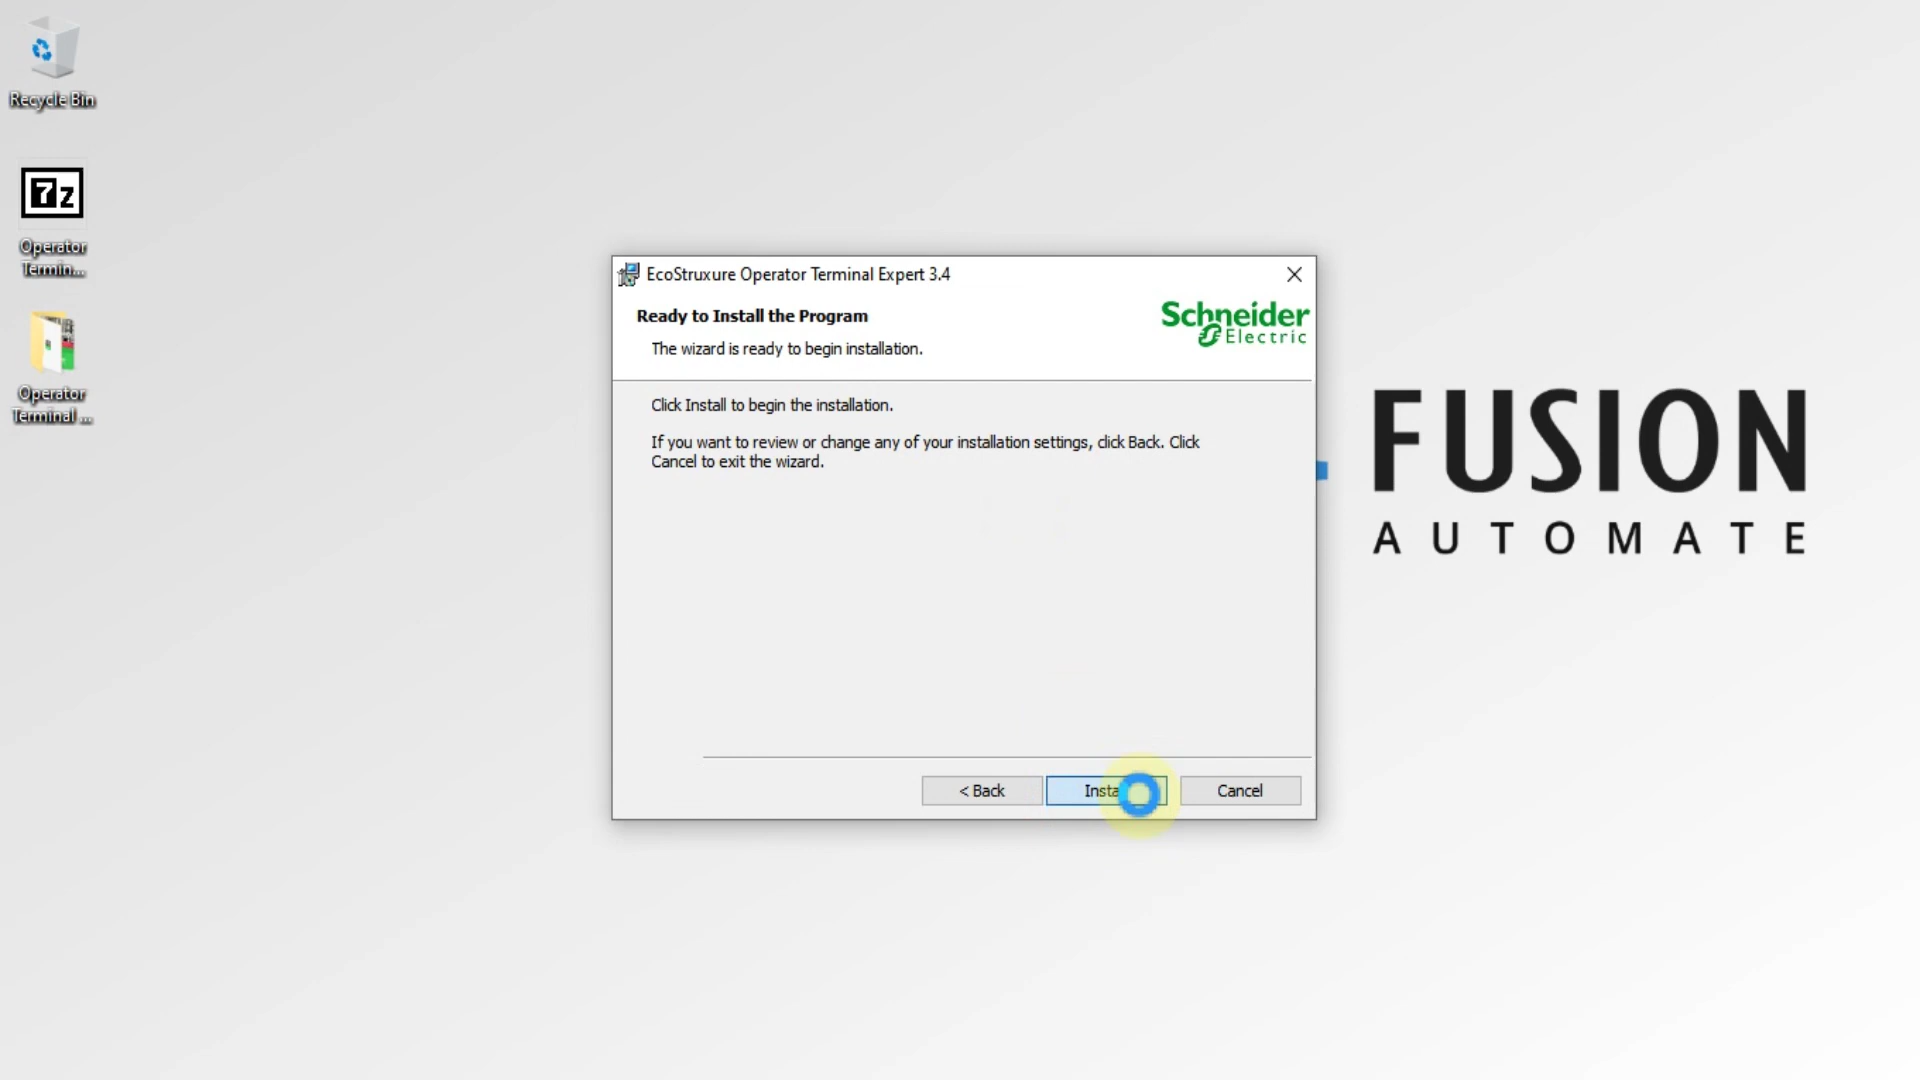 Recycle Bin
7z
Operator
Termin...
Operator
Terminal ...
EcoStruxure Operator Terminal Expert 3.4
Ready to Install the Program
The wizard is ready to begin installation.
Schneider
Electric
Click Install to begin the installation.
If you want to review or change any of your installation settings, click Back. Click
Cancel to exit the wizard.
< Back
Insta
Cancel
FUSION
AUTOMATE